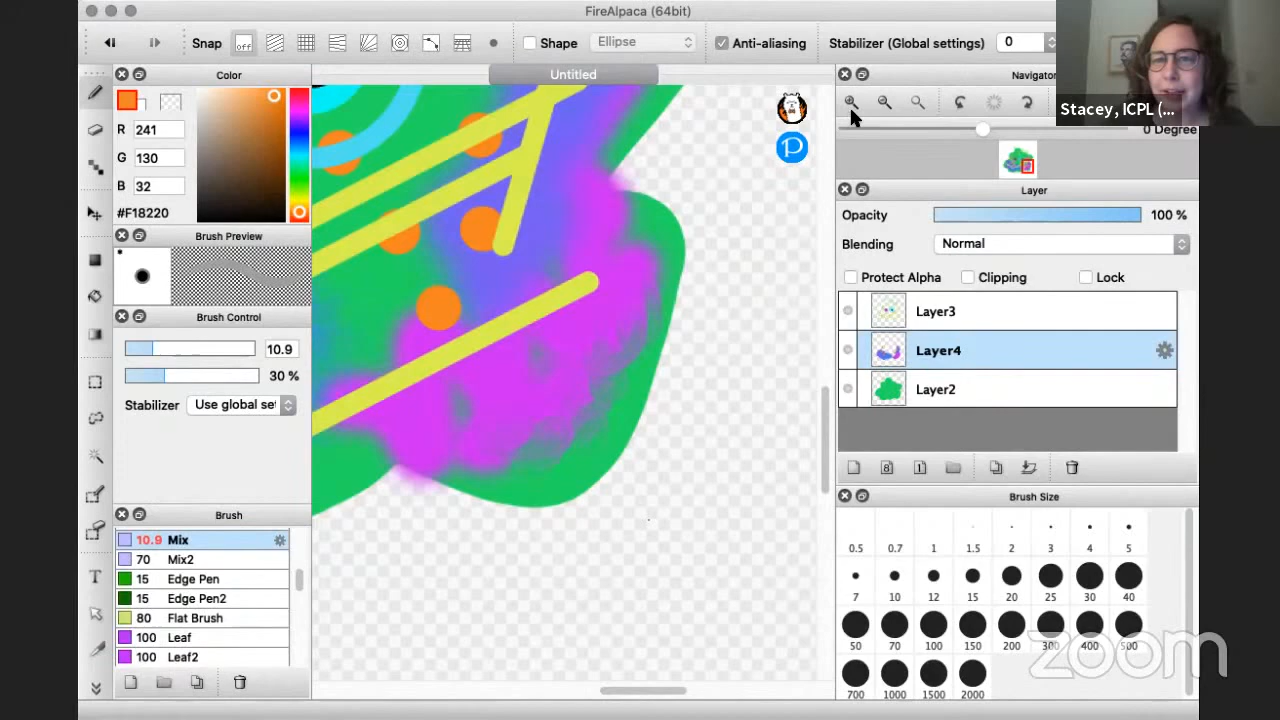 FireAlpaca (64bit)
Snap
off
Shape
Ellipse
Anti-aliasing
Stabilizer (Global settings)
0
Color
Untitled
Navigator
Stacey, ICPL (...
R 241
G 130
B 32
#F18220
0 Degree
Brush Preview
Layer
Opacity
100 %
Blending
Normal
Protect Alpha
Clipping
Lock
Brush Control
10.9
30 %
Stabilizer
Use global set
Layer3
Layer4
Layer2
8
1
Brush
10.9 Mix
70 Mix2
15 Edge Pen
15 Edge Pen2
80 Flat Brush
100 Leaf
100 Leaf2
T
P
Brush Size
0.5 0.7 1 1.5 2 3 4 5
7 10 12 15 20 25 30 40
50 70 100 150 200 300 400 500
700 1000 1500 2000
zoom